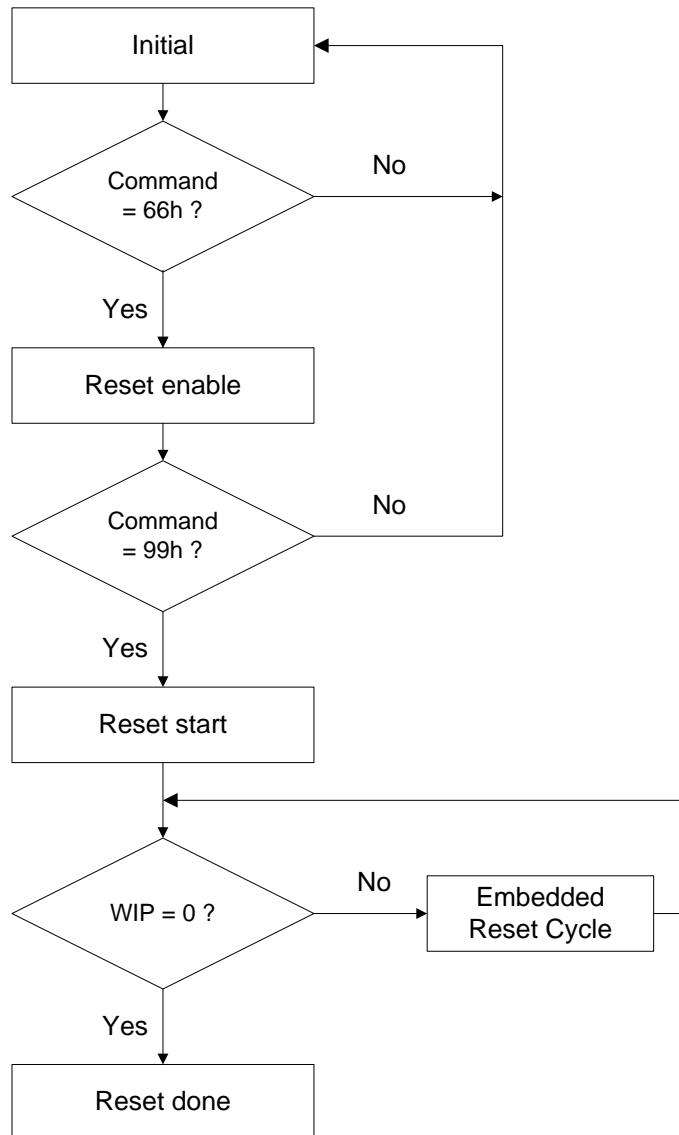 Initial
Command
= 66h ?
No
Yes
Reset enable
Command
= 99h ?
No
Yes
Reset start
WIP = 0 ?
No
Embedded
Reset Cycle
Yes
Reset done